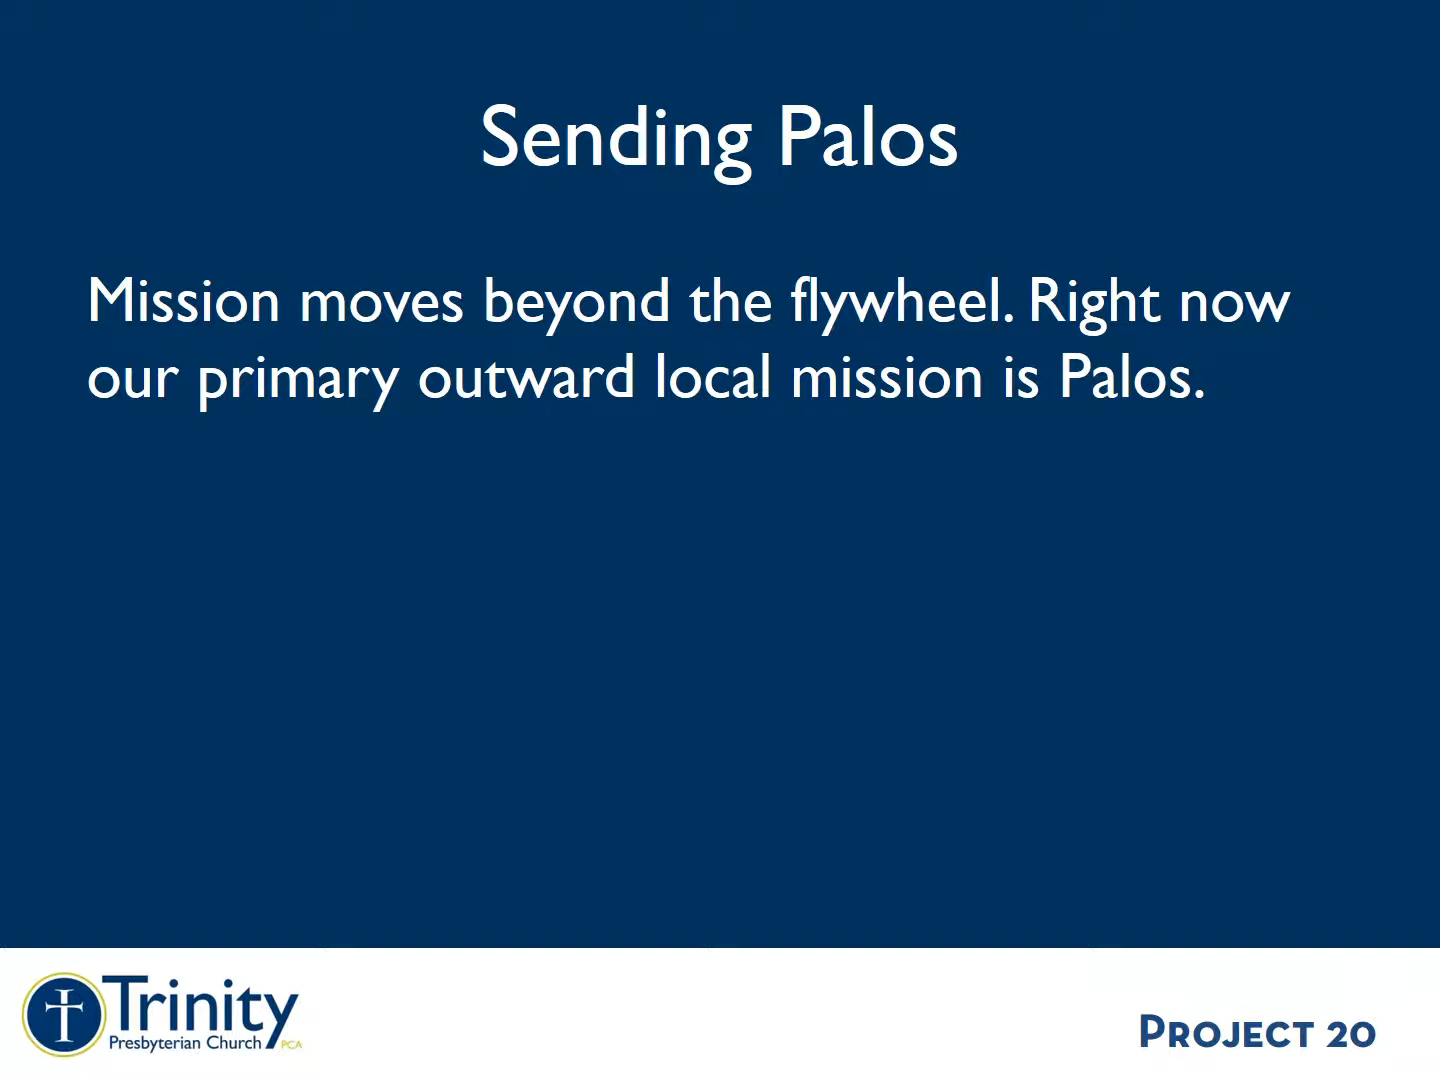 Sending Palos
Mission moves beyond the flywheel. Right now
our primary outward local mission is Palos.
Trinity
Presbyterian Church PCA
PROJECT 20